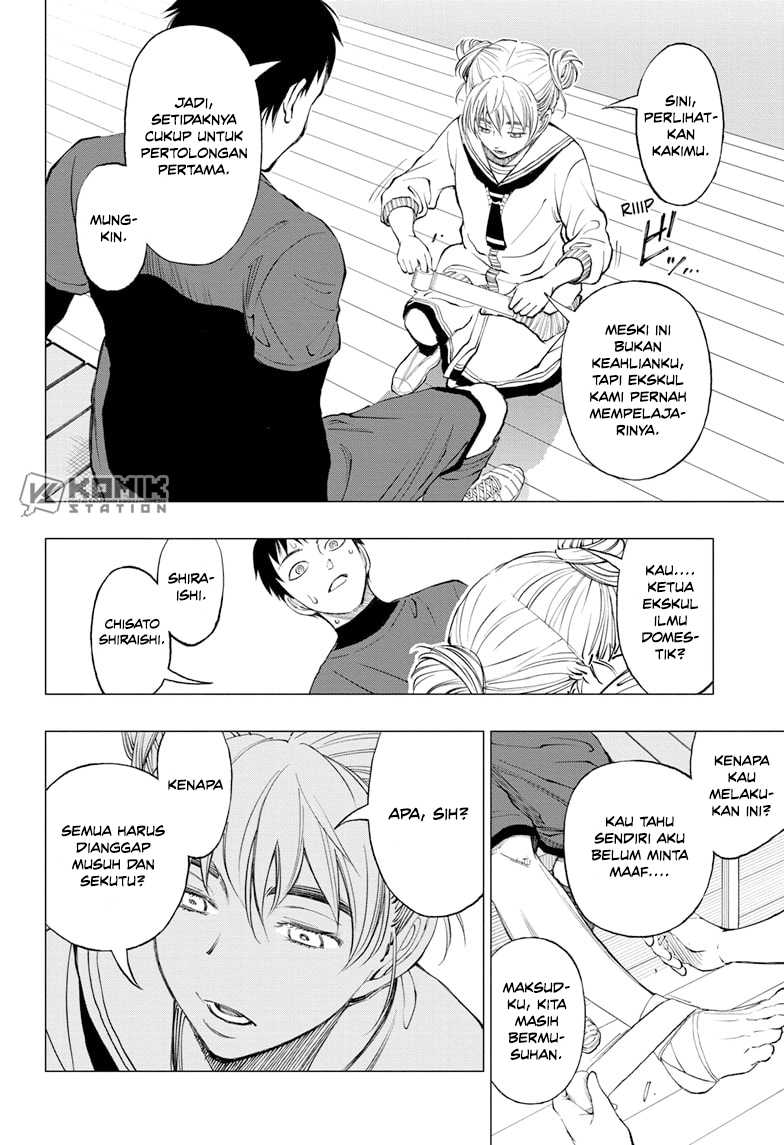 SINI,
PERLIHAT-
KAN
KAKIMU.
RIIIP
ビ
MESKI INI
BUKAN
KEAHLIANKU,
TAPI EKSKUL
KAMI PERNAH
MEMPELAJA-
RINYA.
JADI,
SETIDAKNYA
CUKUP UNTUK
PERTOLONGAN
PERTAMA.
MUNG-
KIN.
KOMIK
STATION
KAU....
KETUA
EKSKUL
ILMU
DOMES-
TIK?
SHIRA-
ISHI.
CHISATO
SHIRAISHI.
KENAPA
KAU
MELAKU-
KAN INI?
KAU TAHU
SENDIRI AKU
BELUM MINTA
MAAF....
MAKSUD-
KU, KITA
MASIH
BERMU-
SUHAN.
APA, SIH?
KENAPA
SEMUA HARUS
DIANGGAP
MUSUH DAN
SEKUTU?